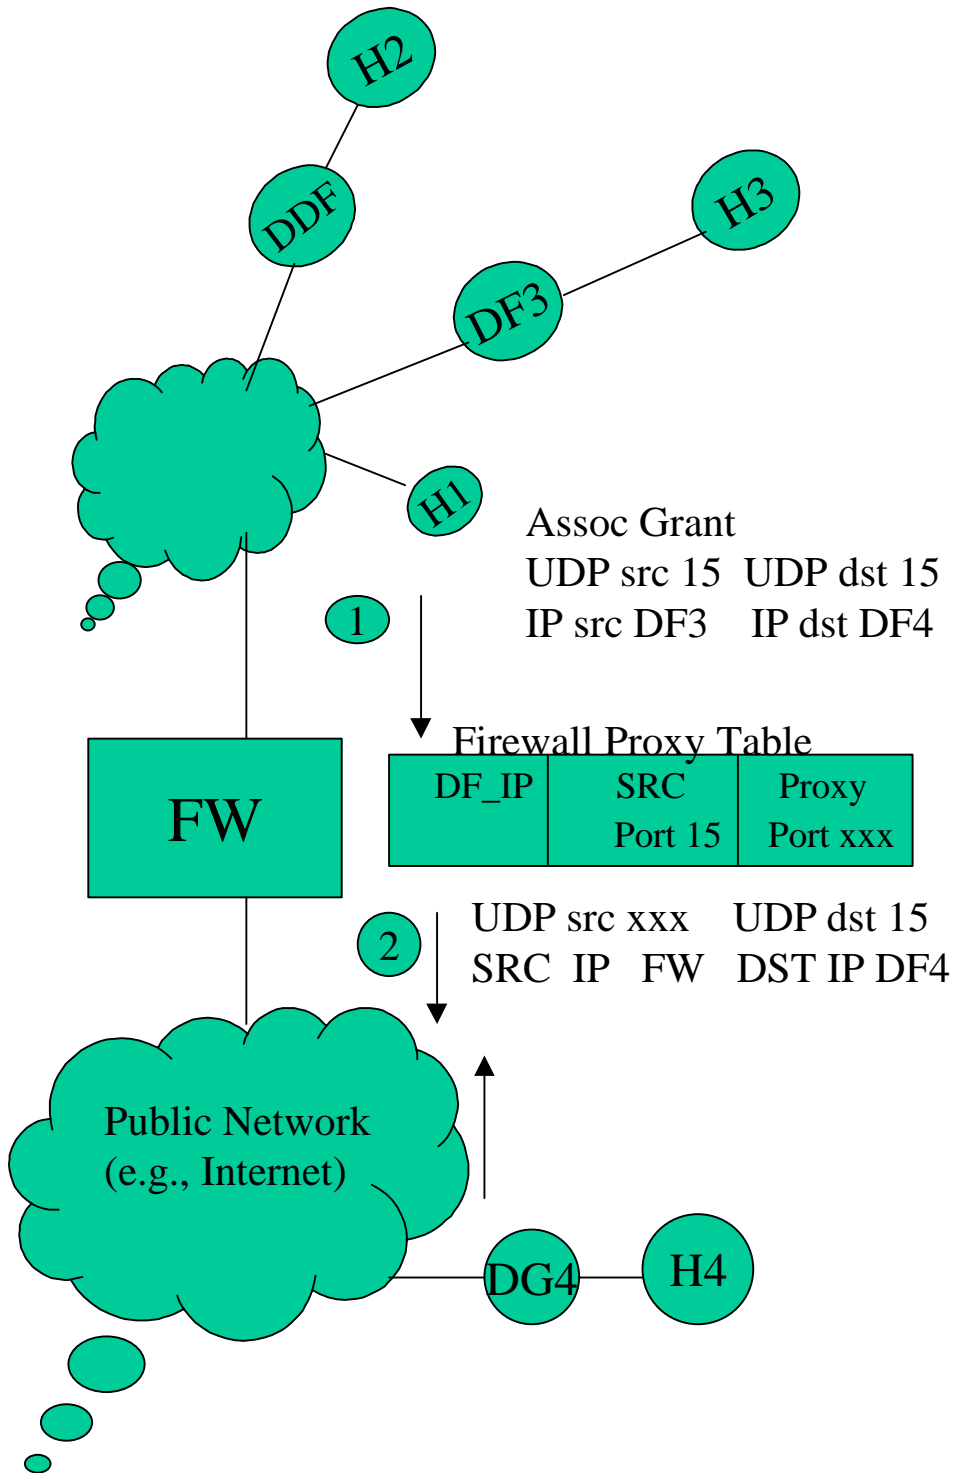 H2
DDF
H3
DF3
H1
Assoc Grant
UDP src 15 UDP dst 15
IP src DF3 IP dst DF4
1
Firewall Proxy Table
DF_IP SRC Proxy
Port 15 Port xxx
FW
UDP src xxx UDP dst 15
2
SRC IP FW DST IP DF4
Public Network
(e.g., Internet)
DG4
H4